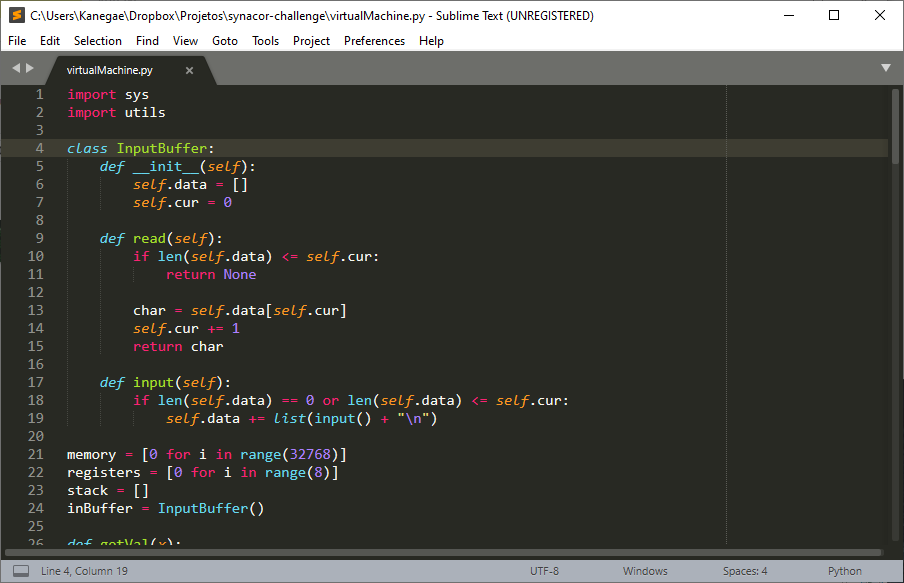 C:\Users\Kanegae\Dropbox\Projetos\synacor-challenge\virtualMachine.py - Sublime Text (UNREGISTERED)
File Edit Selection Find View Goto Tools Project Preferences Help
virtualMachine.py
1 import sys
2 import utils
3
4 class InputBuffer:
5     def __init__(self):
6         self.data = []
7         self.cur = 0
8
9     def read(self):
10         if len(self.data) <= self.cur:
11             return None
12
13         char = self.data[self.cur]
14         self.cur += 1
15         return char
16
17     def input(self):
18         if len(self.data) == 0 or len(self.data) <= self.cur:
19             self.data += list(input() + "\n")
20
21 memory = [0 for i in range(32768)]
22 registers = [0 for i in range(8)]
23 stack = []
24 inBuffer = InputBuffer()
25
26 def getVal(x):
Line 4, Column 19 UTF-8 Windows Spaces: 4 Python